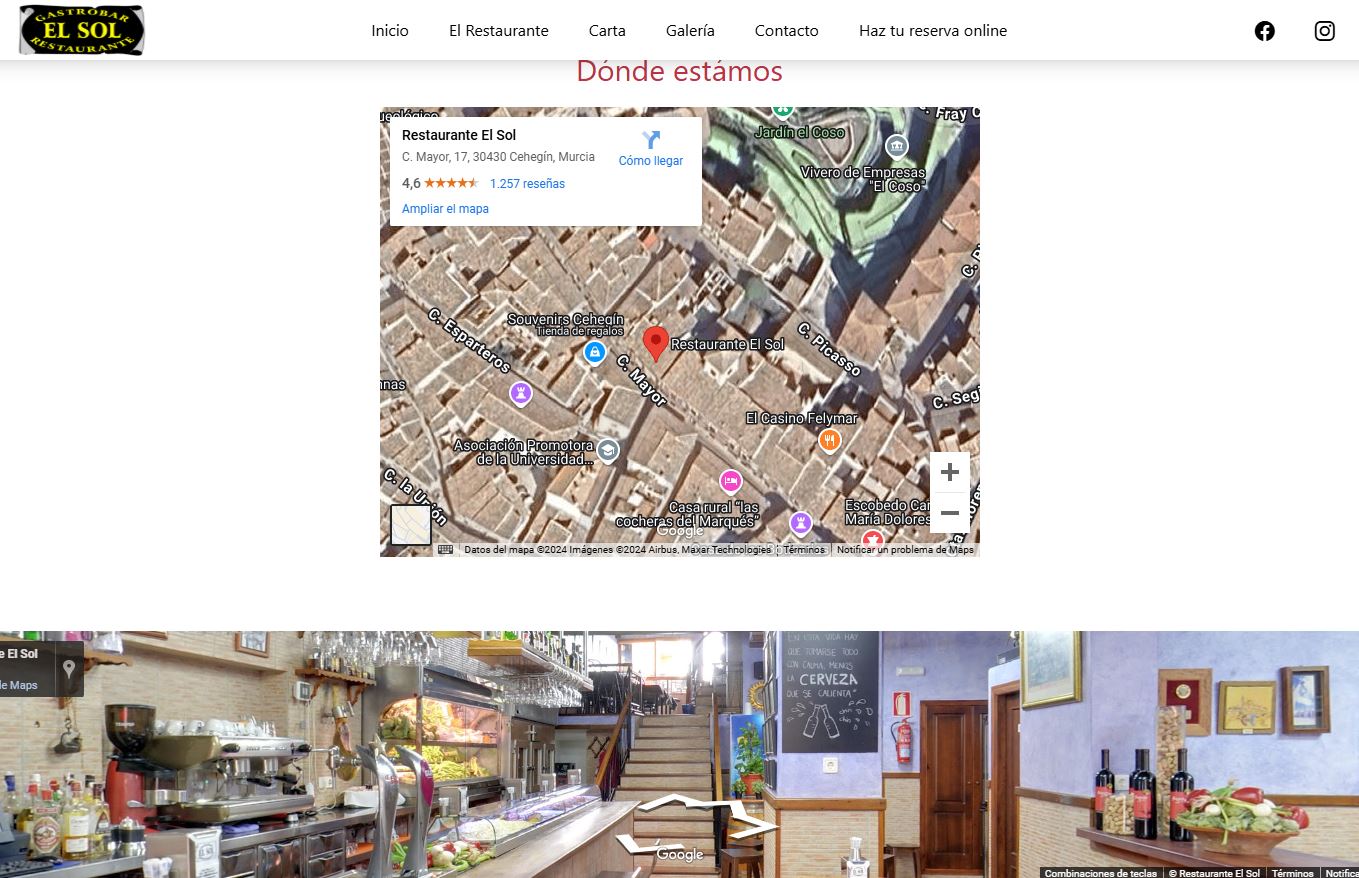 GASTROBAR
EL SOL
RESTAURANTE
Inicio
El Restaurante
Carta
Galería
Contacto
Haz tu reserva online
Dónde estámos
Restaurante El Sol
C. Mayor, 17, 30430 Cehegín, Murcia
4,6
1.257 reseñas
Ampliar el mapa
Cómo llegar
C. Fray C
Jardín el Coso
Vivero de Empresas
"El Coso"
C. Esparteros
Souvenirs Cehegín
Tienda de regalos
Restaurante El Sol
C. Mayor
C. Picasso
C. Seg
El Casino Felymar
Asociación Promotora
de la Universidad...
C. la Unión
Casa rural "las
cocheras del Marqués"
Escobedo Ca
María Dolores
Google
Datos del mapa ©2024 Imágenes ©2024 Airbus, Maxar Technologies
Términos
Notificar un problema de Maps
e El Sol
de Maps
EN ESTA VIDA HAY
QUE TOMARSE TODO
CON CALMA, MENOS
LA CERVEZA
QUE SE CALIENTA"
chin
chin
Google
Combinaciones de teclas
© Restaurante El Sol
Términos
Notifica